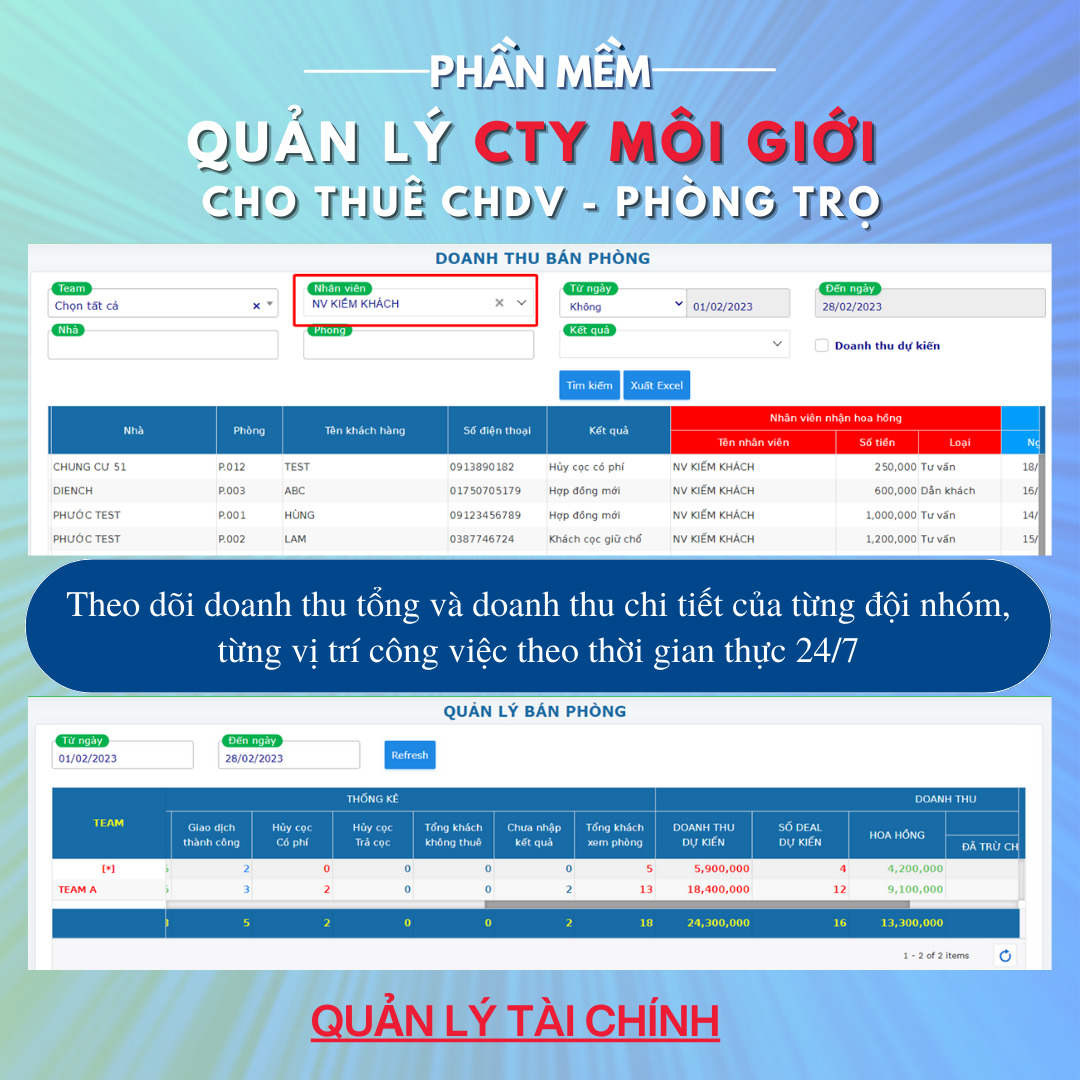 PHẦN MỀM
QUẢN LÝ CTY MÔI GIỚI
CHO THUÊ CHDV - PHÒNG TRỌ
DOANH THU BÁN PHÒNG
Team
Chọn tất cả
Nhân viên
NV KIẾM KHÁCH
Từ ngày
Không
01/02/2023
Đến ngày
28/02/2023
Nhà
Phòng
Kết quả
Doanh thu dự kiến
Tìm kiếm
Xuất Excel
Nhà Phòng Tên khách hàng Số điện thoại Kết quả Nhân viên nhận hoa hồng
Tên nhân viên Số tiền Loại
CHUNG CƯ 51 P.012 TEST 0913890182 Hủy cọc có phí NV KIẾM KHÁCH 250,000 Tư vấn 18/
DIENCH P.003 ABC 01750705179 Hợp đồng mới NV KIẾM KHÁCH 600,000 Dẫn khách 16/
PHƯỚC TEST P.001 HÙNG 09123456789 Hợp đồng mới NV KIẾM KHÁCH 1,000,000 Tư vấn 14/
PHƯỚC TEST P.002 LAM 0387746724 Khách cọc giữ chổ NV KIẾM KHÁCH 1,200,000 Tư vấn 15/
Theo dõi doanh thu tổng và doanh thu chi tiết của từng đội nhóm,
từng vị trí công việc theo thời gian thực 24/7
QUẢN LÝ BÁN PHÒNG
Từ ngày
01/02/2023
Đến ngày
28/02/2023
Refresh
THỐNG KÊ DOANH THU
TEAM
Giao dịch thành công
Hủy cọc Có phí
Hủy cọc Trả cọc
Tổng khách không thuê
Chưa nhập kết quả
Tổng khách xem phòng
DOANH THU DỰ KIẾN
SỐ DEAL DỰ KIẾN
HOA HỒNG
ĐÃ TRỪ CH
[*] 2 0 0 0 0 5 5,900,000 4 4,200,000
TEAM A 3 2 0 0 2 13 18,400,000 12 9,100,000
5 2 0 0 2 18 24,300,000 16 13,300,000
1 - 2 of 2 items
QUẢN LÝ TÀI CHÍNH